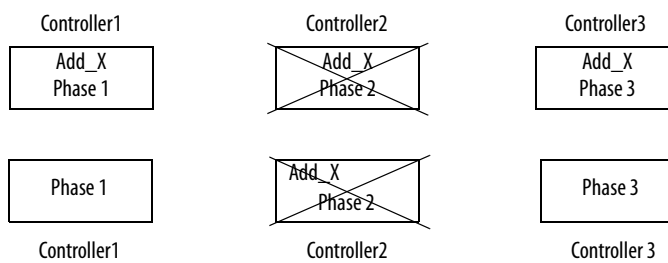 Controller1 Controller2 Controller3
Add_X Add_X Add_X
Phase 1 Phase 2 Phase 3
Add_X
Phase 1 Phase 2 Phase 3
Controller1 Controller2 Controller 3